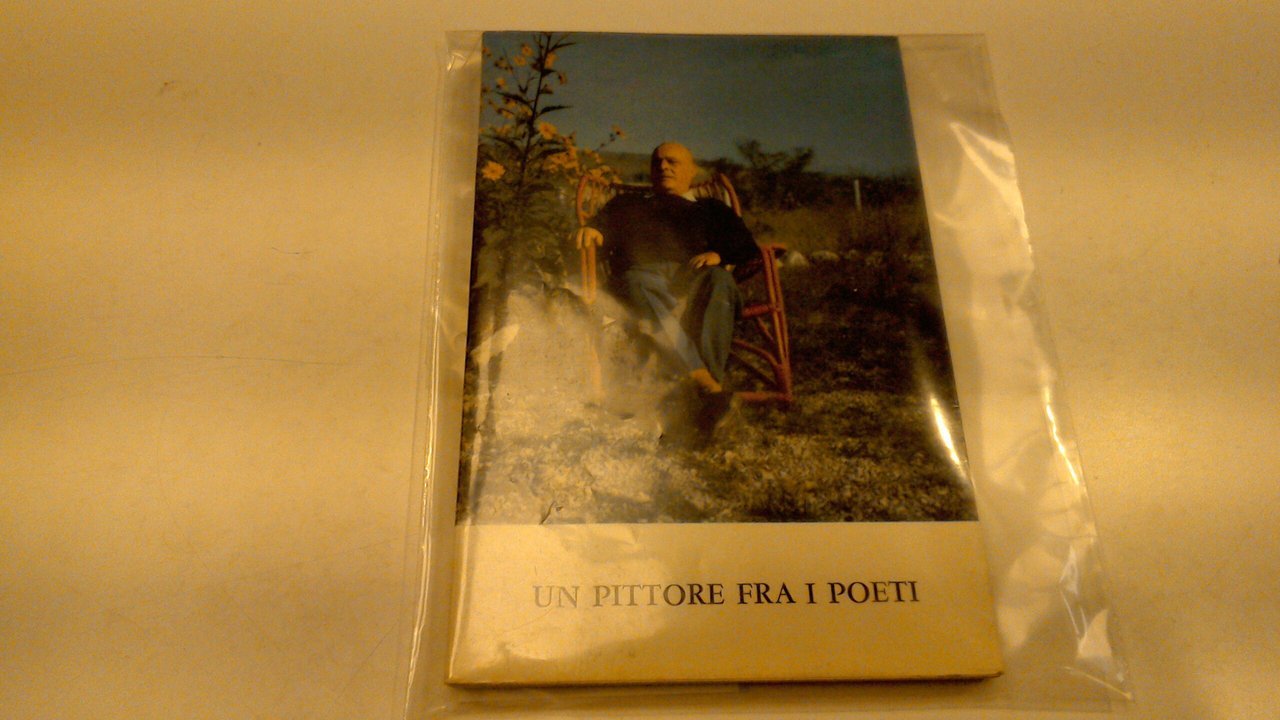 UN PITTORE FRA I POETI